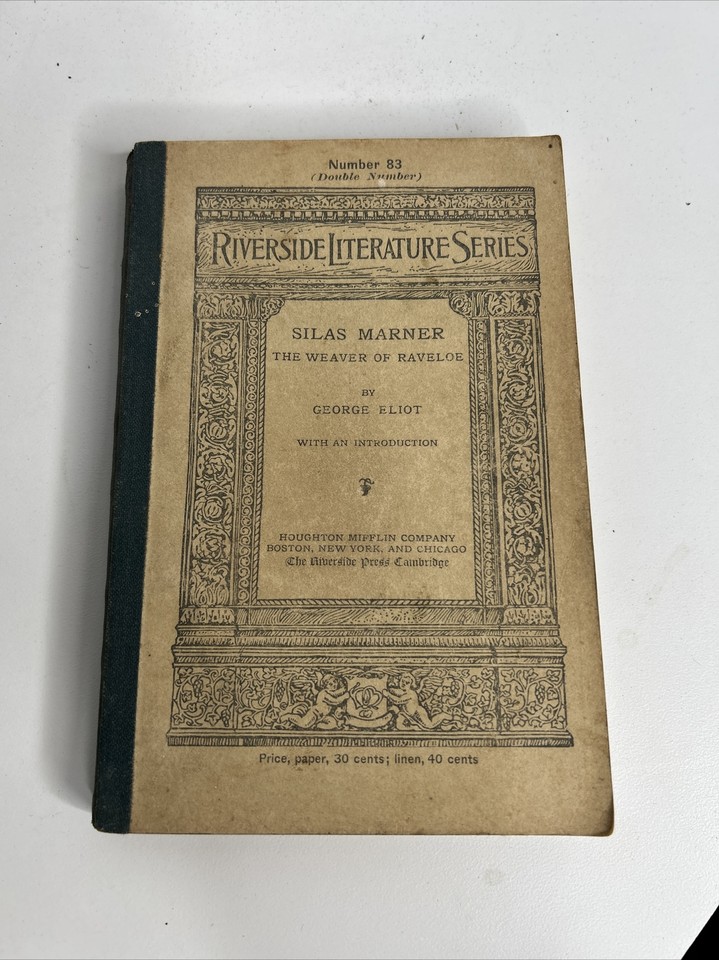 Number 83
(Double Number)
RIVERSIDE LITERATURE SERIES
SILAS MARNER
THE WEAVER OF RAVELOE
BY
GEORGE ELIOT
WITH AN INTRODUCTION
HOUGHTON MIFFLIN COMPANY
BOSTON, NEW YORK, AND CHICAGO
The Riverside Press Cambridge
Price, paper, 30 cents; linen, 40 cents